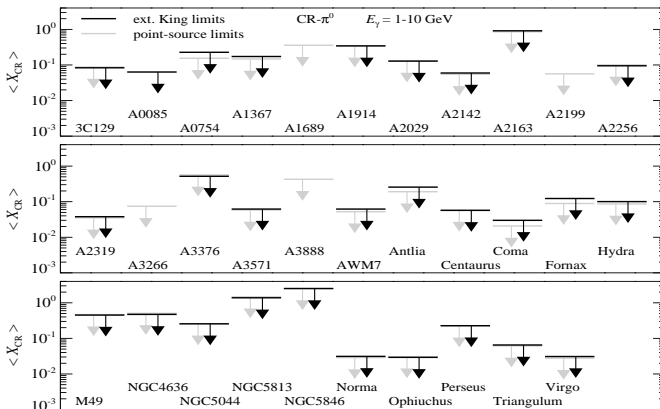 ext. King limits CR-π⁰ E_γ = 1-10 GeV
point-source limits
10⁰
10⁻¹
10⁻²
10⁻³
< X_CR >
A0085 A1367 A1914 A2142 A2199
3C129 A0754 A1689 A2029 A2163 A2256
10⁰
10⁻¹
10⁻²
10⁻³
< X_CR >
A2319 A3376 A3888 Antlia Coma Hydra
A3266 A3571 AWM7 Centaurus Fornax
10⁰
10⁻¹
10⁻²
10⁻³
< X_CR >
NGC4636 NGC5813 Norma Perseus Virgo
M49 NGC5044 NGC5846 Ophiuchus Triangulum